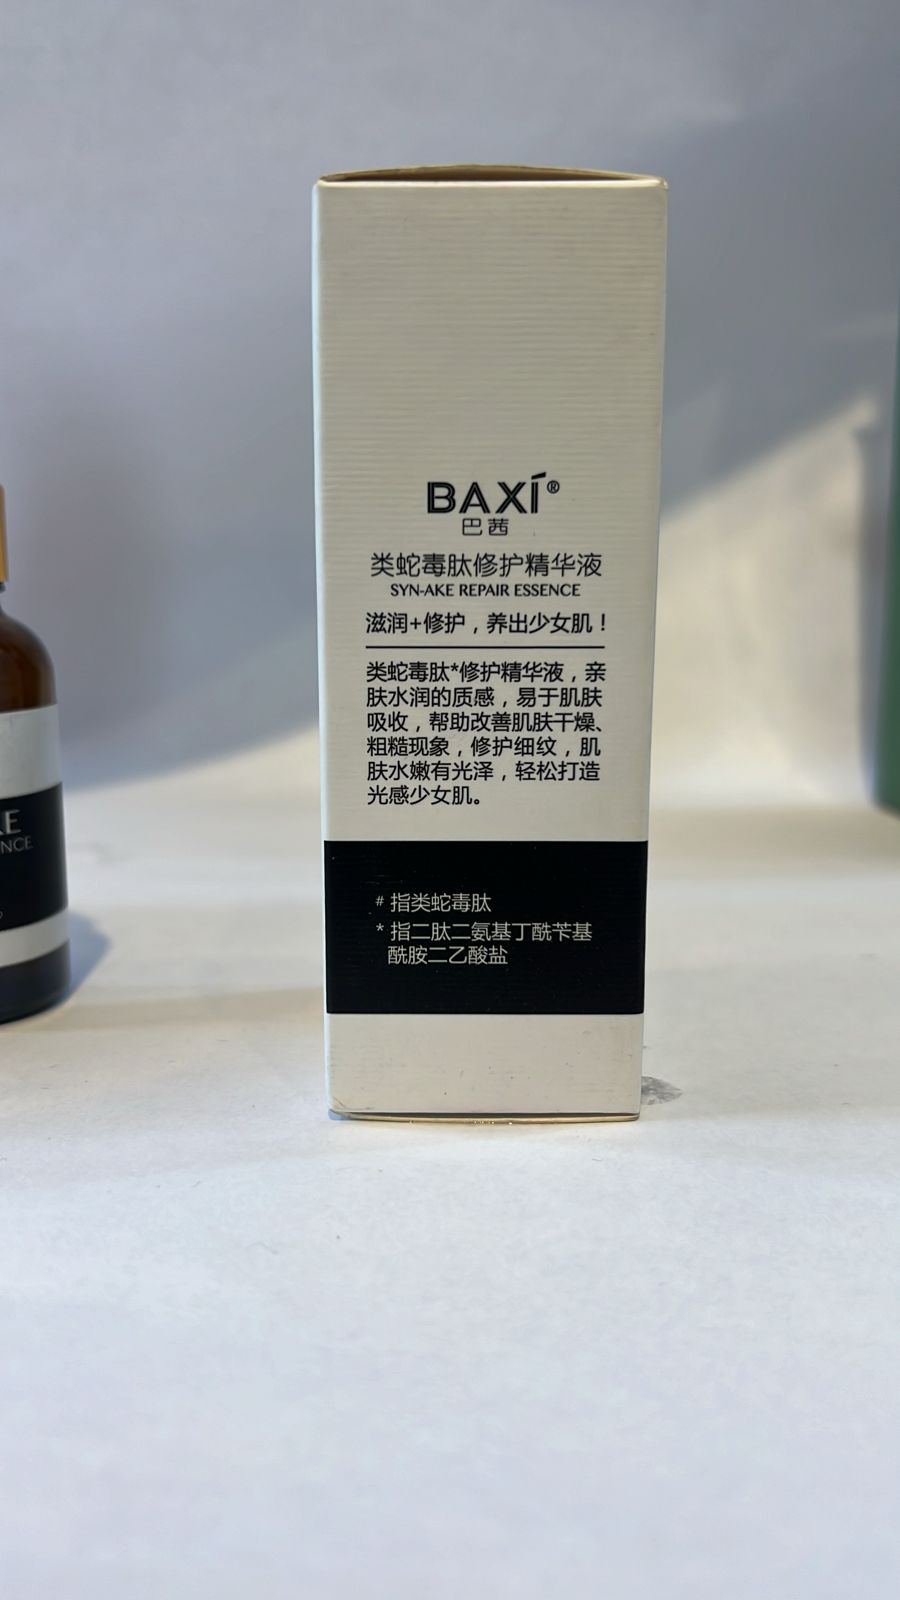 BAXÍ®
巴茜
类蛇毒肽修护精华液
SYN-AKE REPAIR ESSENCE
滋润+修护，养出少女肌！
类蛇毒肽*修护精华液，亲
肤水润的质感，易于肌肤
吸收，帮助改善肌肤干燥、
粗糙现象，修护细纹，肌
肤水嫩有光泽，轻松打造
光感少女肌。
# 指类蛇毒肽
* 指二肽二氨基丁酰苄基
酰胺二乙酸盐
KE
NCE